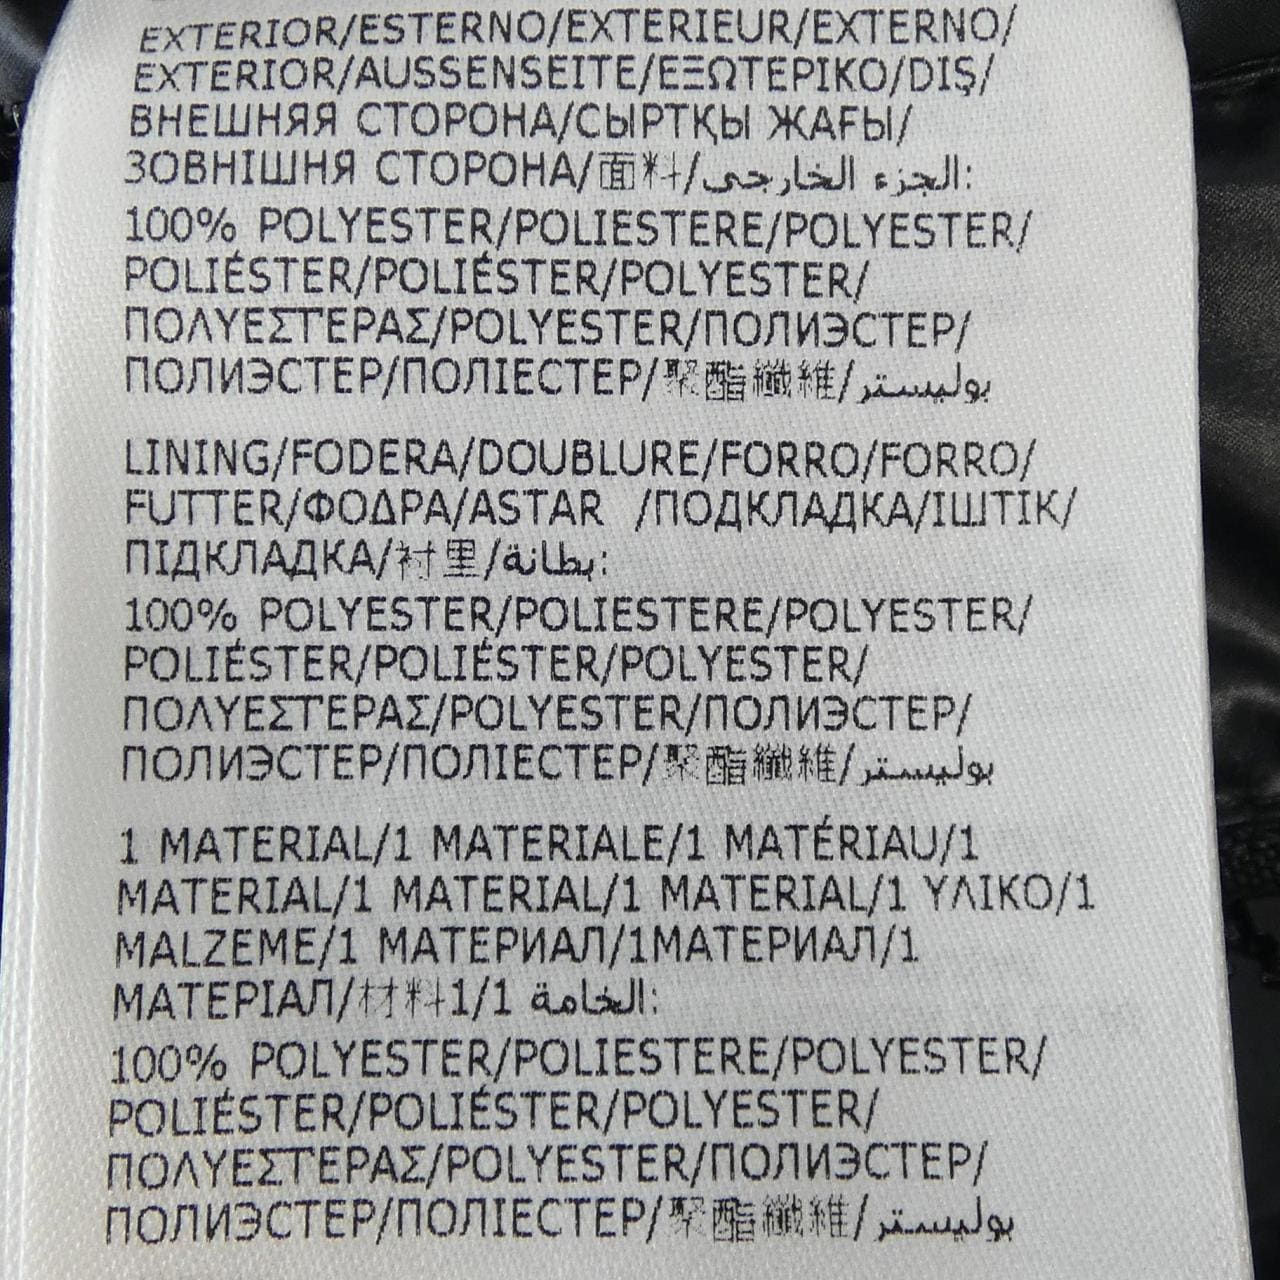 EXTERIOR/ESTERNO/EXTERIEUR/EXTERNO/
EXTERIOR/AUSSENSEITE/ΕΞΩΤΕΡΙΚΟ/DIŞ/
ВНЕШНЯЯ СТОРОНА/СЫРТҚЫ ЖАҒЫ/
ЗОВНІШНЯ СТОРОНА/面料/الجزء الخارجى:
100% POLYESTER/POLIESTERE/POLYESTER/
POLIÉSTER/POLIÉSTER/POLYESTER/
ΠΟΛΥΕΣΤΕΡΑΣ/POLYESTER/ПОЛИЭСТЕР/
ПОЛИЭСТЕР/ПОЛІЕСТЕР/聚酯纖維/بوليستر
LINING/FODERA/DOUBLURE/FORRO/FORRO/
FUTTER/ΦΟΔΡΑ/ASTAR /ПОДКЛАДКА/ІШТІК/
ПІДКЛАДКА/衬里/بطانة:
100% POLYESTER/POLIESTERE/POLYESTER/
POLIÉSTER/POLIÉSTER/POLYESTER/
ΠΟΛΥΕΣΤΕΡΑΣ/POLYESTER/ПОЛИЭСТЕР/
ПОЛИЭСТЕР/ПОЛІЕСТЕР/聚酯纖維/بوليستر
1 MATERIAL/1 MATERIALE/1 MATÉRIAU/1
MATERIAL/1 MATERIAL/1 MATERIAL/1 ΥΛΙΚΟ/1
MALZEME/1 МАТЕРИАЛ/1МАТЕРИАЛ/1
МАТЕРІАЛ/材料1/1 الخامة:
100% POLYESTER/POLIESTERE/POLYESTER/
POLIÉSTER/POLIÉSTER/POLYESTER/
ΠΟΛΥΕΣΤΕΡΑΣ/POLYESTER/ПОЛИЭСТЕР/
ПОЛИЭСТЕР/ПОЛІЕСТЕР/聚酯纖維/بوليستر